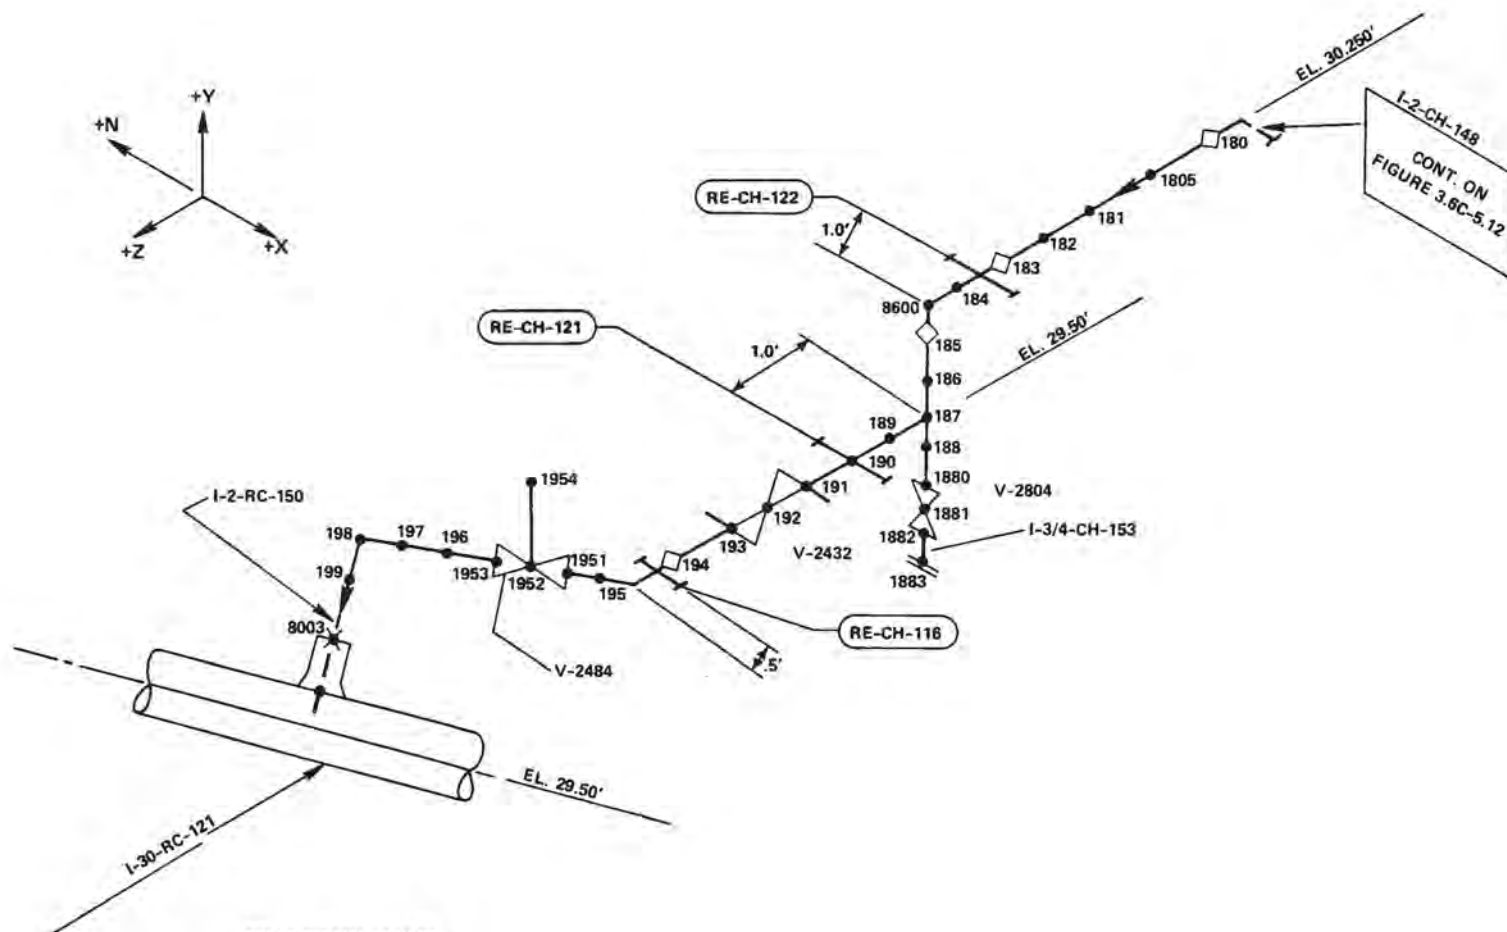 +Y
+N
+Z
+X
EL. 30.250'
I-2-CH-148
CONT. ON
FIGURE 3.6C-5.12
180
1805
181
182
183
184
RE-CH-122
1.0'
8600
185
186
EL. 29.50'
RE-CH-121
1.0'
187
189
188
190
1880
V-2804
191
1881
192
1882
I-3/4-CH-153
193
V-2432
1883
194
1954
I-2-RC-150
198
197
196
1951
1953
1952
195
199
RE-CH-116
.5'
V-2484
8003
EL. 29.50'
I-30-RC-121